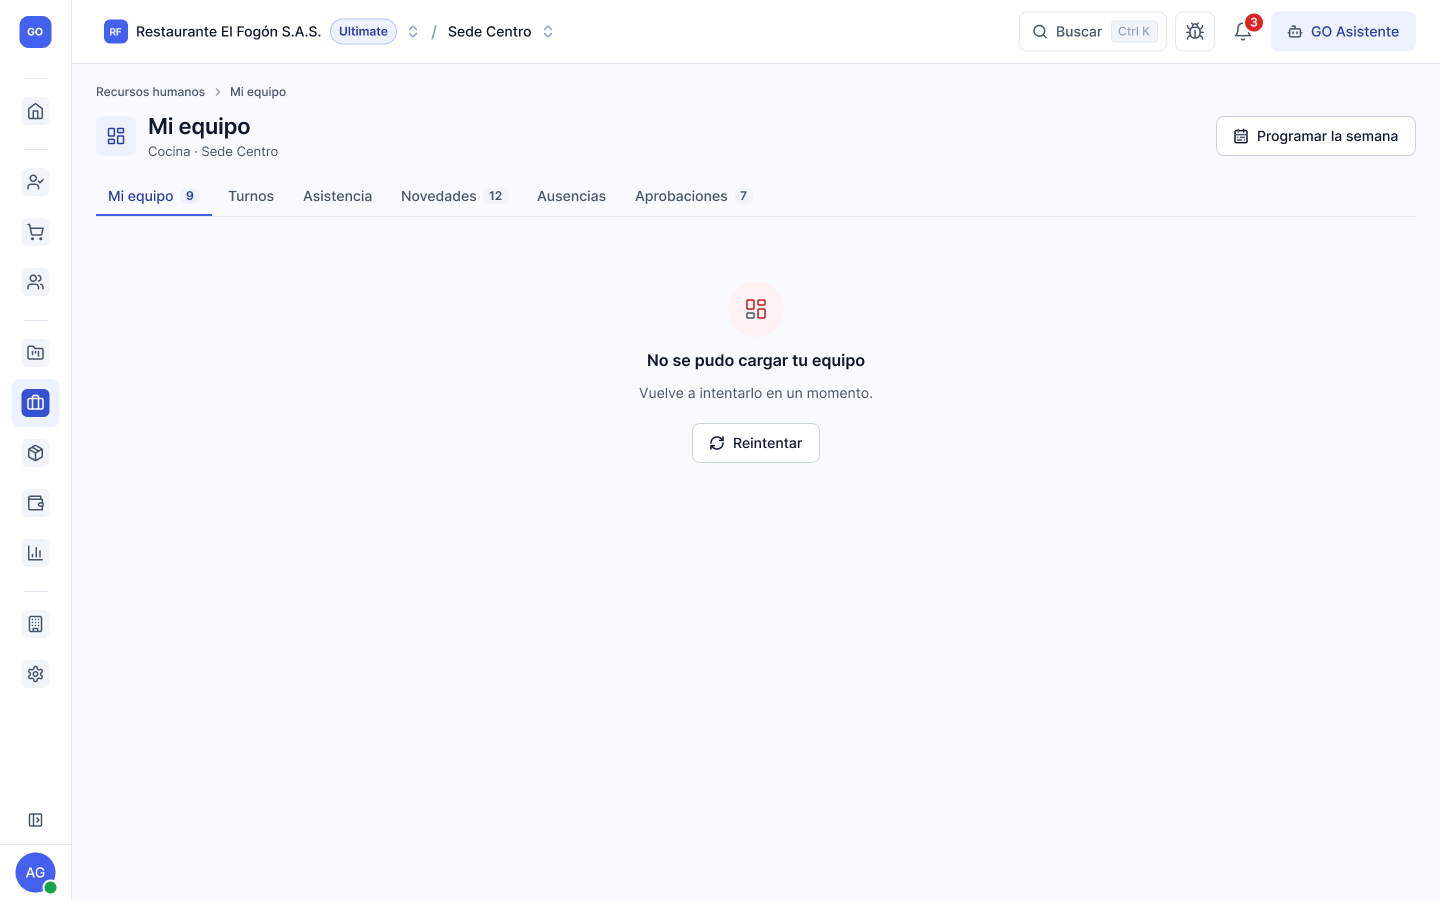 GO
RF Restaurante El Fogón S.A.S. Ultimate / Sede Centro
Buscar Ctrl K
3
GO Asistente
Recursos humanos > Mi equipo
Mi equipo
Cocina · Sede Centro
Programar la semana
Mi equipo 9 Turnos Asistencia Novedades 12 Ausencias Aprobaciones 7
No se pudo cargar tu equipo
Vuelve a intentarlo en un momento.
Reintentar
AG